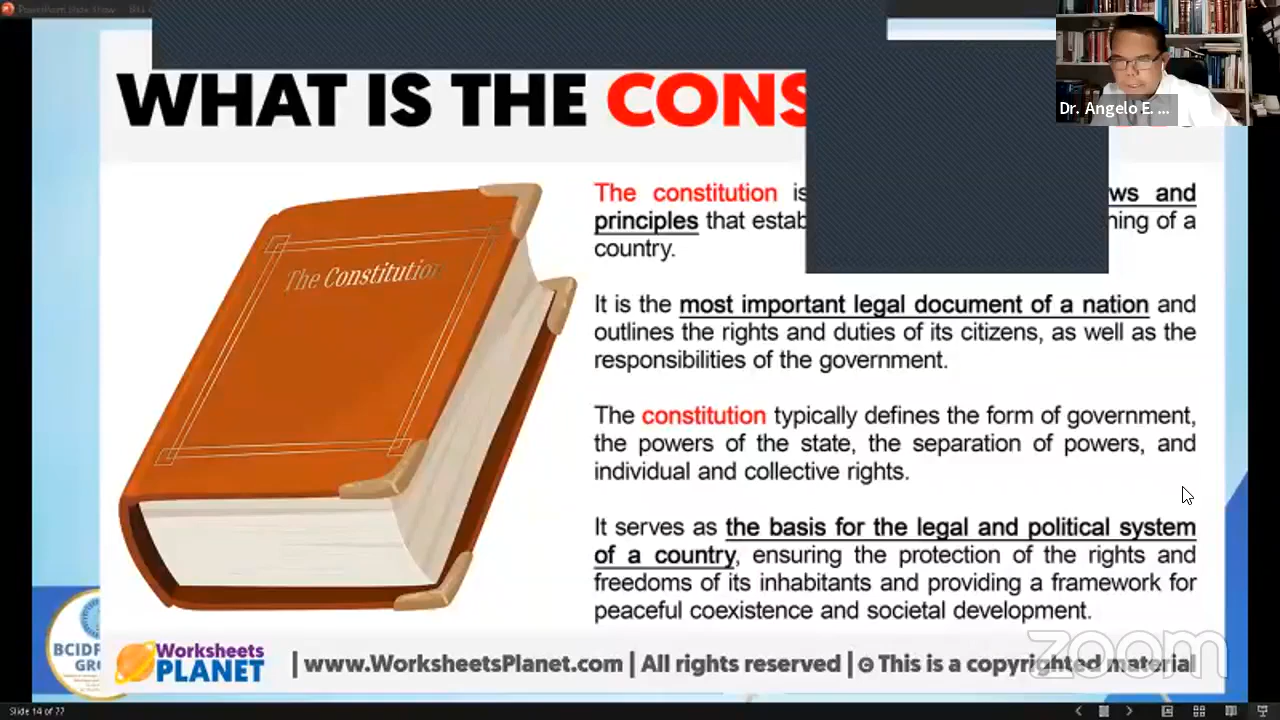 PowerPoint Slide Show
Dr. Angelo E. ...
WHAT IS THE CONS
The Constitution
The constitution is ws and
principles that estab ning of a
country.
It is the most important legal document of a nation and
outlines the rights and duties of its citizens, as well as the
responsibilities of the government.
The constitution typically defines the form of government,
the powers of the state, the separation of powers, and
individual and collective rights.
It serves as the basis for the legal and political system
of a country, ensuring the protection of the rights and
freedoms of its inhabitants and providing a framework for
peaceful coexistence and societal development.
zoom
Worksheets
PLANET
| www.WorksheetsPlanet.com | All rights reserved | © This is a copyrighted material
Slide 14 of 77